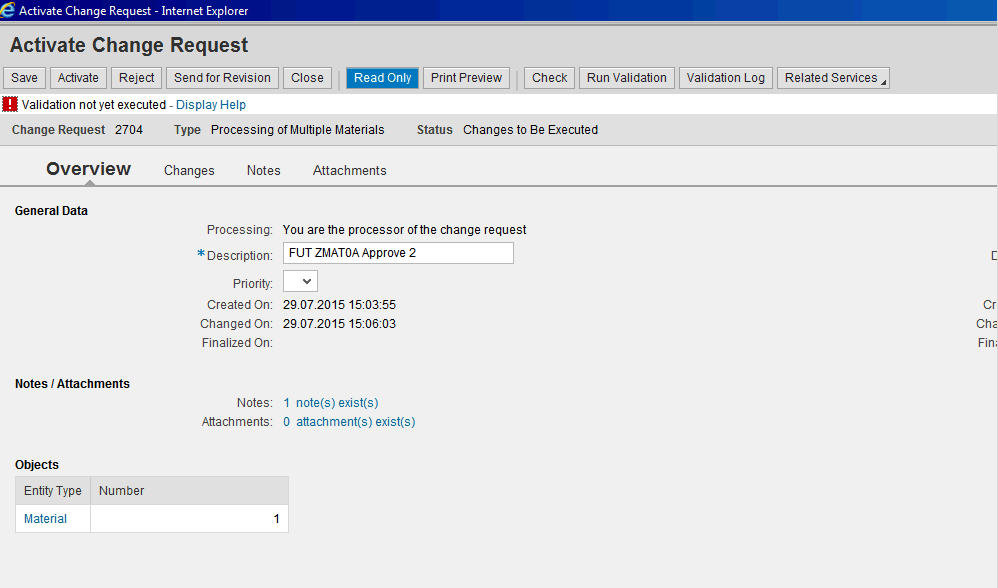 Activate Change Request - Internet Explorer
Activate Change Request
Save Activate Reject Send for Revision Close Read Only Print Preview Check Run Validation Validation Log Related Services
Validation not yet executed - Display Help
Change Request 2704 Type Processing of Multiple Materials Status Changes to Be Executed
Overview Changes Notes Attachments
General Data
Processing: You are the processor of the change request
* Description: FUT ZMAT0A Approve 2
Priority:
Created On: 29.07.2015 15:03:55 Cr
Changed On: 29.07.2015 15:06:03 Cha
Finalized On: Fina
Notes / Attachments
Notes: 1 note(s) exist(s)
Attachments: 0 attachment(s) exist(s)
Objects
Entity Type Number
Material 1